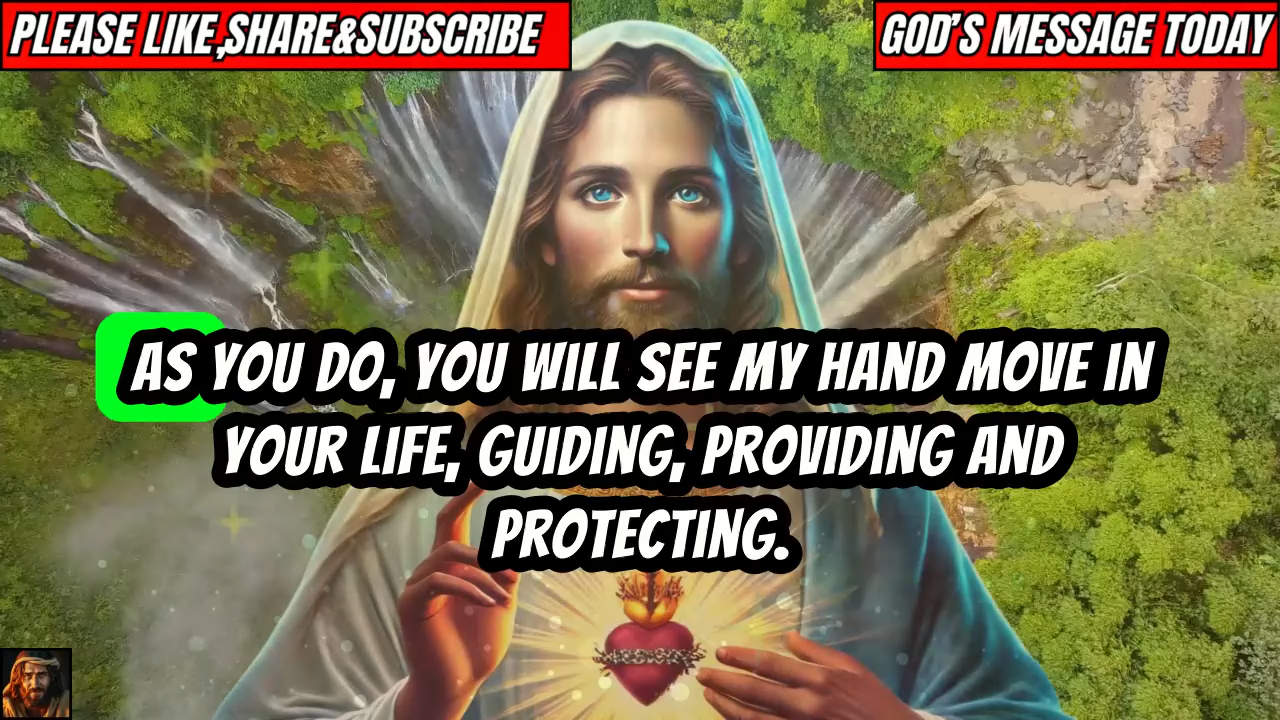 PLEASE LIKE,SHARE&SUBSCRIBE
GOD'S MESSAGE TODAY
AS YOU DO, YOU WILL SEE MY HAND MOVE IN
YOUR LIFE, GUIDING, PROVIDING AND
PROTECTING.